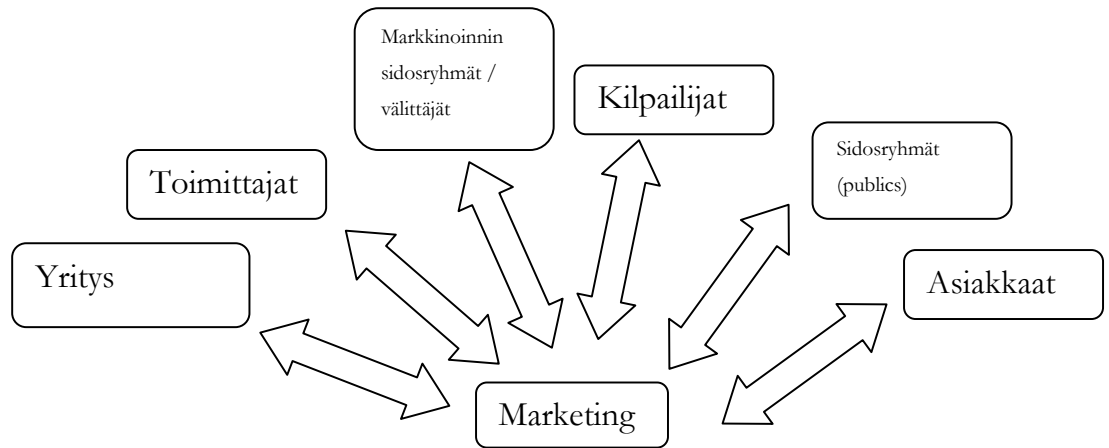 Markkinoinnin
sidosryhmät /
välittäjät
Kilpailijat
Sidosryhmät
(publics)
Toimittajat
Yritys
Asiakkaat
Marketing